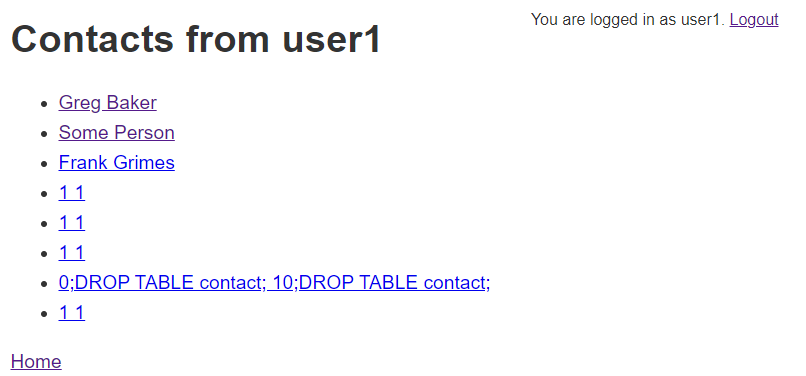 You are logged in as user1. Logout
Contacts from user1
Greg Baker
Some Person
Frank Grimes
1 1
1 1
1 1
0;DROP TABLE contact; 10;DROP TABLE contact;
1 1
Home